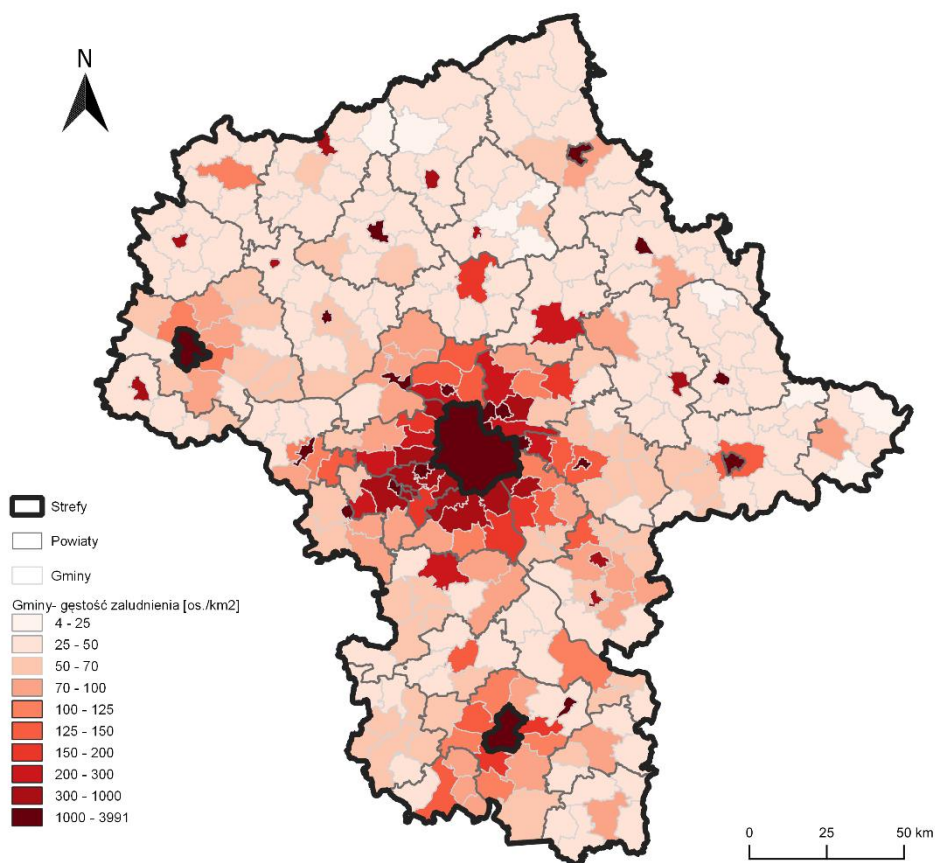 N
Strefy
Powiaty
Gminy
Gminy- gęstość zaludnienia [os./km2]
4 - 25
25 - 50
50 - 70
70 - 100
100 - 125
125 - 150
150 - 200
200 - 300
300 - 1000
1000 - 3991
0 25 50 km